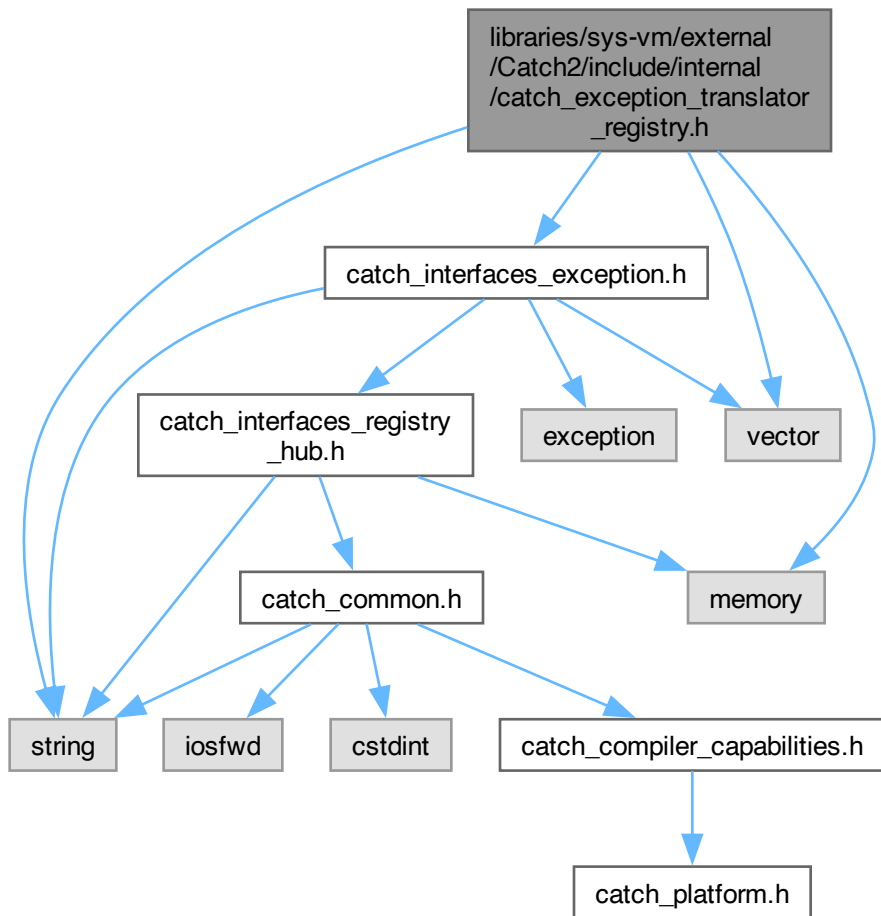 libraries/sys-vm/external
/Catch2/include/internal
/catch_exception_translator
_registry.h
catch_interfaces_exception.h
catch_interfaces_registry
_hub.h
exception
vector
catch_common.h
memory
string
iosfwd
cstdint
catch_compiler_capabilities.h
catch_platform.h